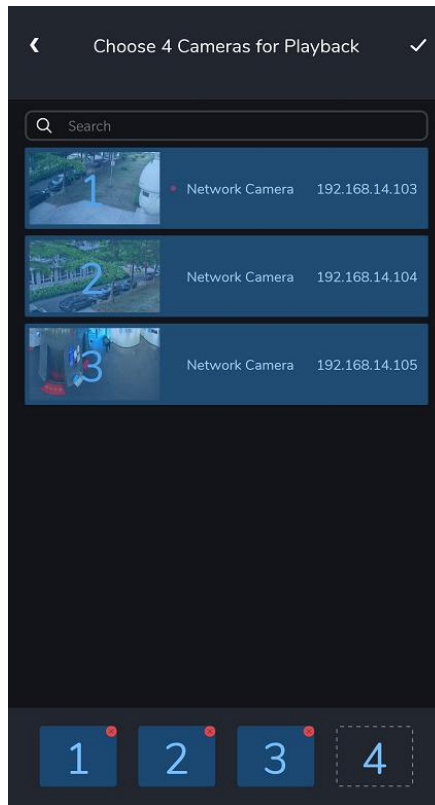 Choose 4 Cameras for Playback
Search
1 Network Camera 192.168.14.103
2 Network Camera 192.168.14.104
3 Network Camera 192.168.14.105
1 2 3 4